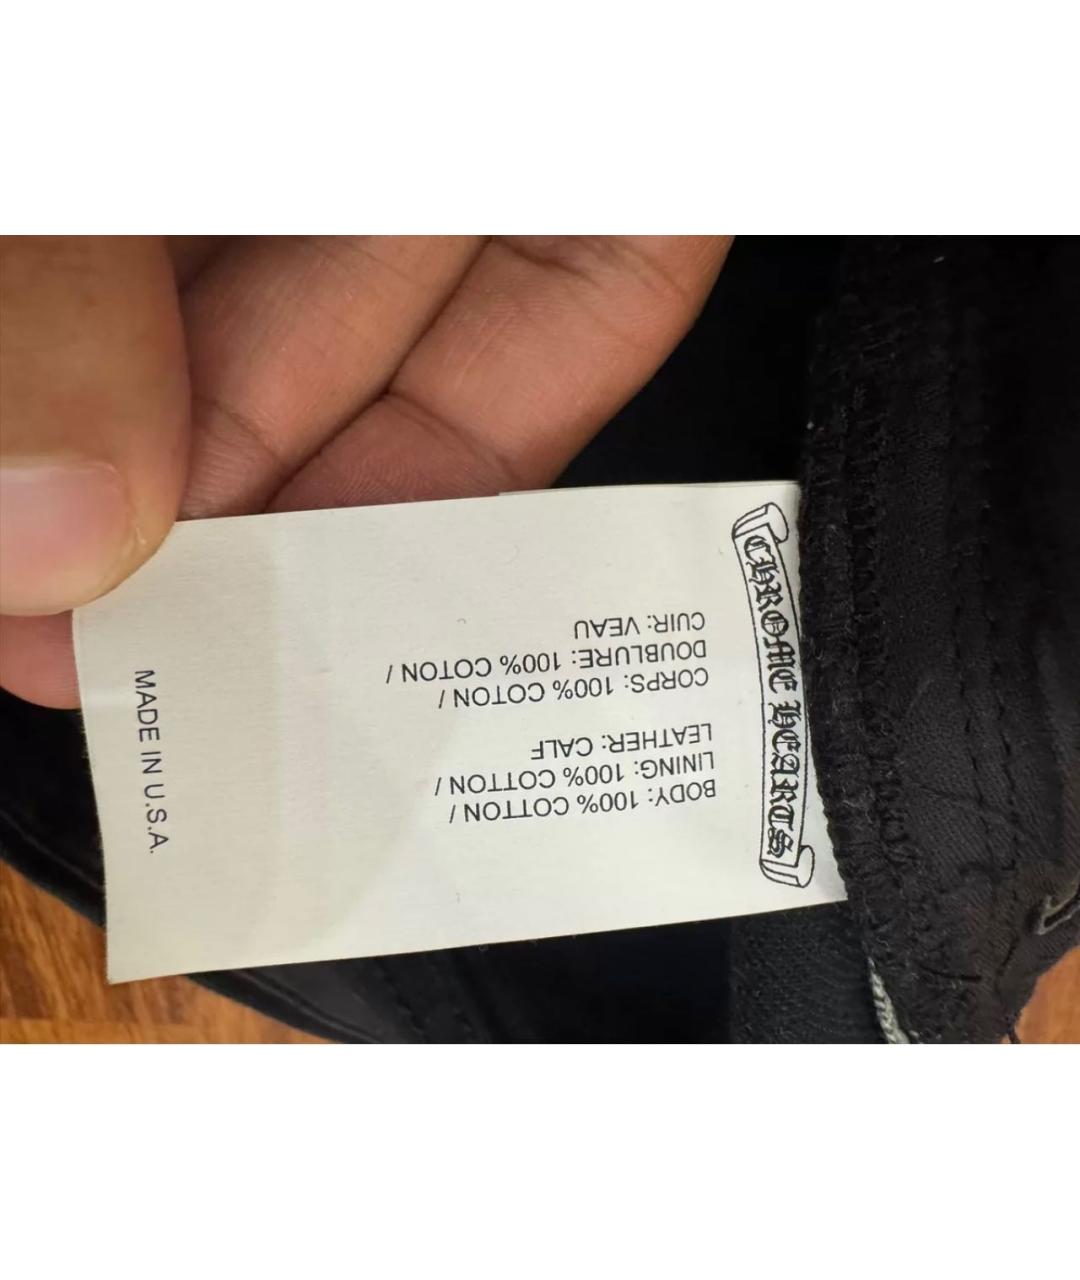 CHROME HEARTS
BODY: 100% COTTON /
LINING: 100% COTTON /
LEATHER: CALF
CORPS: 100% COTON /
DOUBLURE: 100% COTON /
CUIR: VEAU
MADE IN U.S.A.